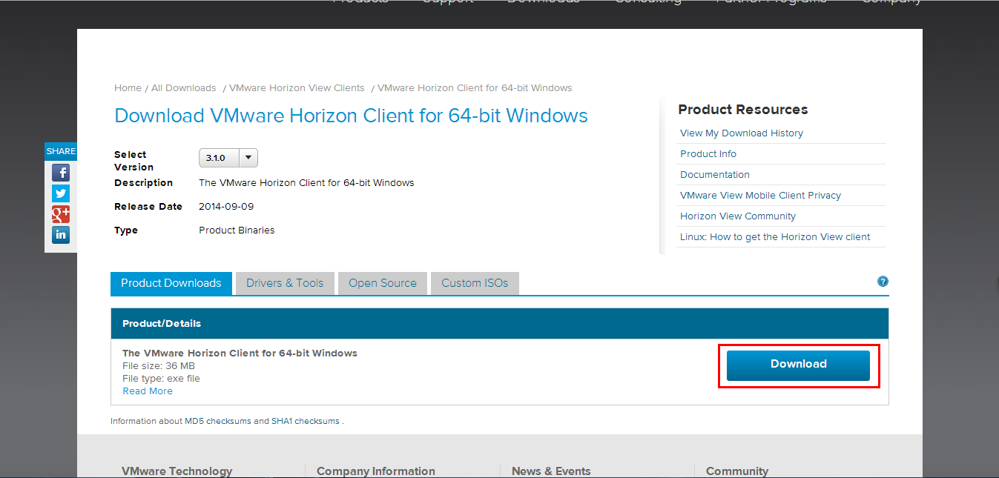 Products Support Downloads Consulting Partner Programs Company
Home / All Downloads / VMware Horizon View Clients / VMware Horizon Client for 64-bit Windows
Download VMware Horizon Client for 64-bit Windows
Select
Version
3.1.0
Description
The VMware Horizon Client for 64-bit Windows
Release Date
2014-09-09
Type
Product Binaries
SHARE
f
g+
in
Product Resources
View My Download History
Product Info
Documentation
VMware View Mobile Client Privacy
Horizon View Community
Linux: How to get the Horizon View client
Product Downloads
Drivers & Tools
Open Source
Custom ISOs
?
Product/Details
The VMware Horizon Client for 64-bit Windows
File size: 36 MB
File type: exe file
Read More
Download
Information about MD5 checksums and SHA1 checksums .
VMware Technology
Company Information
News & Events
Community